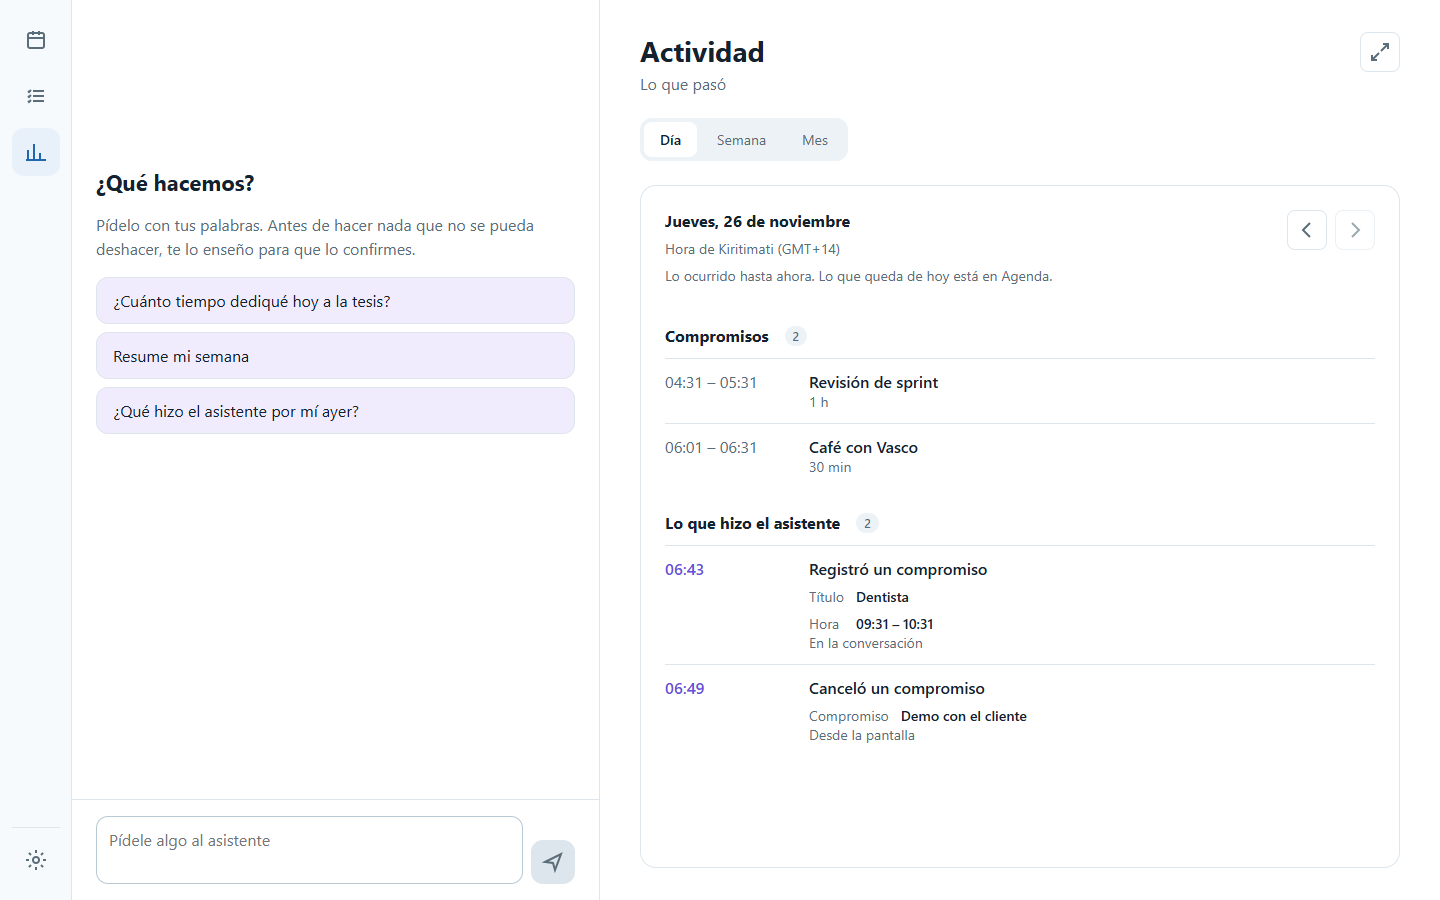 ¿Qué hacemos?
Pídelo con tus palabras. Antes de hacer nada que no se pueda
deshacer, te lo enseño para que lo confirmes.
¿Cuánto tiempo dediqué hoy a la tesis?
Resume mi semana
¿Qué hizo el asistente por mí ayer?
Pídele algo al asistente
Actividad
Lo que pasó
Día
Semana
Mes
Jueves, 26 de noviembre
Hora de Kiritimati (GMT+14)
Lo ocurrido hasta ahora. Lo que queda de hoy está en Agenda.
Compromisos 2
04:31 – 05:31 Revisión de sprint
1 h
06:01 – 06:31 Café con Vasco
30 min
Lo que hizo el asistente 2
06:43 Registró un compromiso
Título Dentista
Hora 09:31 – 10:31
En la conversación
06:49 Canceló un compromiso
Compromiso Demo con el cliente
Desde la pantalla